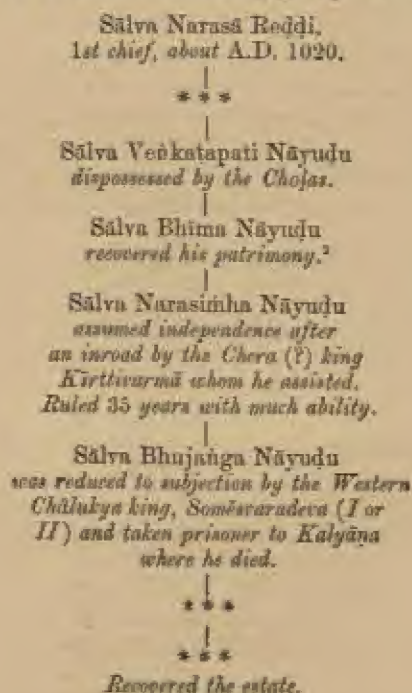 Sālva Narasā Reḍḍi,
1st chief, about A.D. 1020.
* * *
Sālva Veṅkaṭapati Nāyuḍu
dispossessed by the Choḷas.
Sālva Bhīma Nāyuḍu
recovered his patrimony.²
Sālva Narasiṁha Nāyuḍu
assumed independence after
an inroad by the Chera (?) king
Kīrttivarmā whom he assisted.
Ruled 35 years with much ability.
Sālva Bhujaṅga Nāyuḍu
was reduced to subjection by the Western
Chālukya king, Somēsvaradeva (I or
II) and taken prisoner to Kalyāṇa
where he died.
* * *
* * *
Recovered the estate.